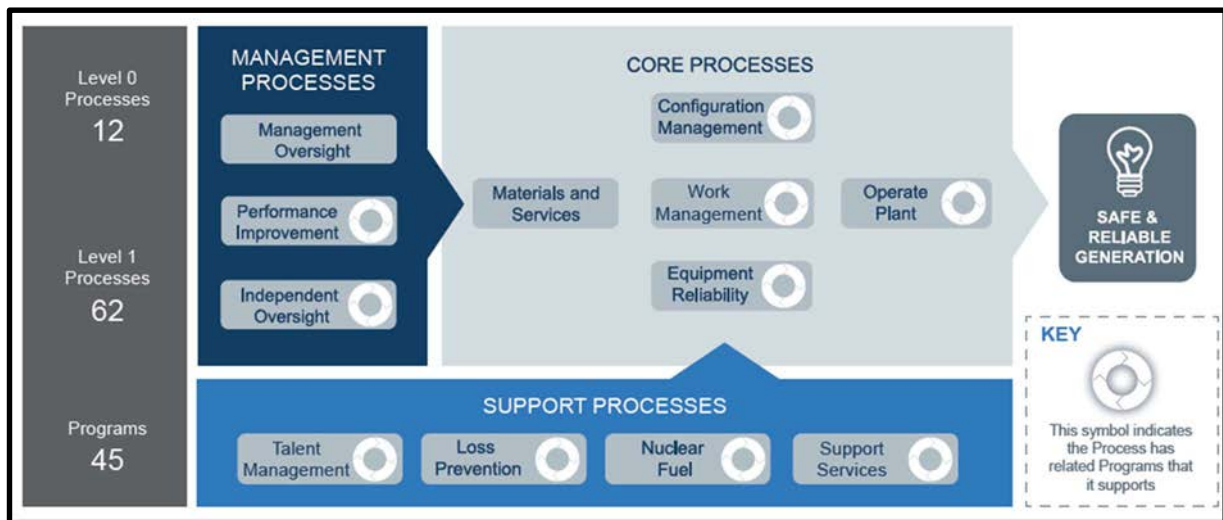 Level 0
Processes
12
Level 1
Processes
62
Programs
45
MANAGEMENT
PROCESSES
Management
Oversight
Performance
Improvement
Independent
Oversight
CORE PROCESSES
Configuration
Management
Materials and
Services
Work
Management
Operate
Plant
Equipment
Reliability
SUPPORT PROCESSES
Talent
Management
Loss
Prevention
Nuclear
Fuel
Support
Services
SAFE &
RELIABLE
GENERATION
KEY
This symbol indicates
the Process has
related Programs that
it supports